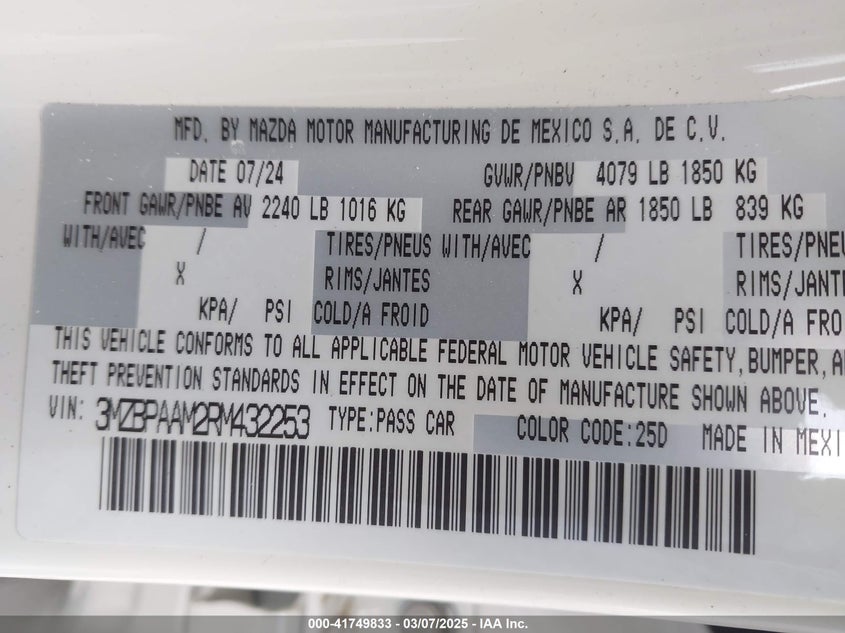 MFD. BY MAZDA MOTOR MANUFACTURING DE MEXICO S.A. DE C.V.
DATE 07/24 GVWR/PNBV 4079 LB 1850 KG
FRONT GAWR/PNBE AV 2240 LB 1016 KG REAR GAWR/PNBE AR 1850 LB 839 KG
WITH/AVEC / TIRES/PNEUS WITH/AVEC / TIRES/PNEU
X RIMS/JANTES X RIMS/JAN
KPA/ PSI COLD/A FROID KPA/ PSI COLD/A FRO
THIS VEHICLE CONFORMS TO ALL APPLICABLE FEDERAL MOTOR VEHICLE SAFETY, BUMPER, A
THEFT PREVENTION STANDARDS IN EFFECT ON THE DATE OF MANUFACTURE SHOWN ABOVE.
VIN: 3MZBPAAM2RM432253 TYPE:PASS CAR COLOR CODE:25D MADE IN MEXI
000-41749833 - 03/07/2025 - IAA Inc.